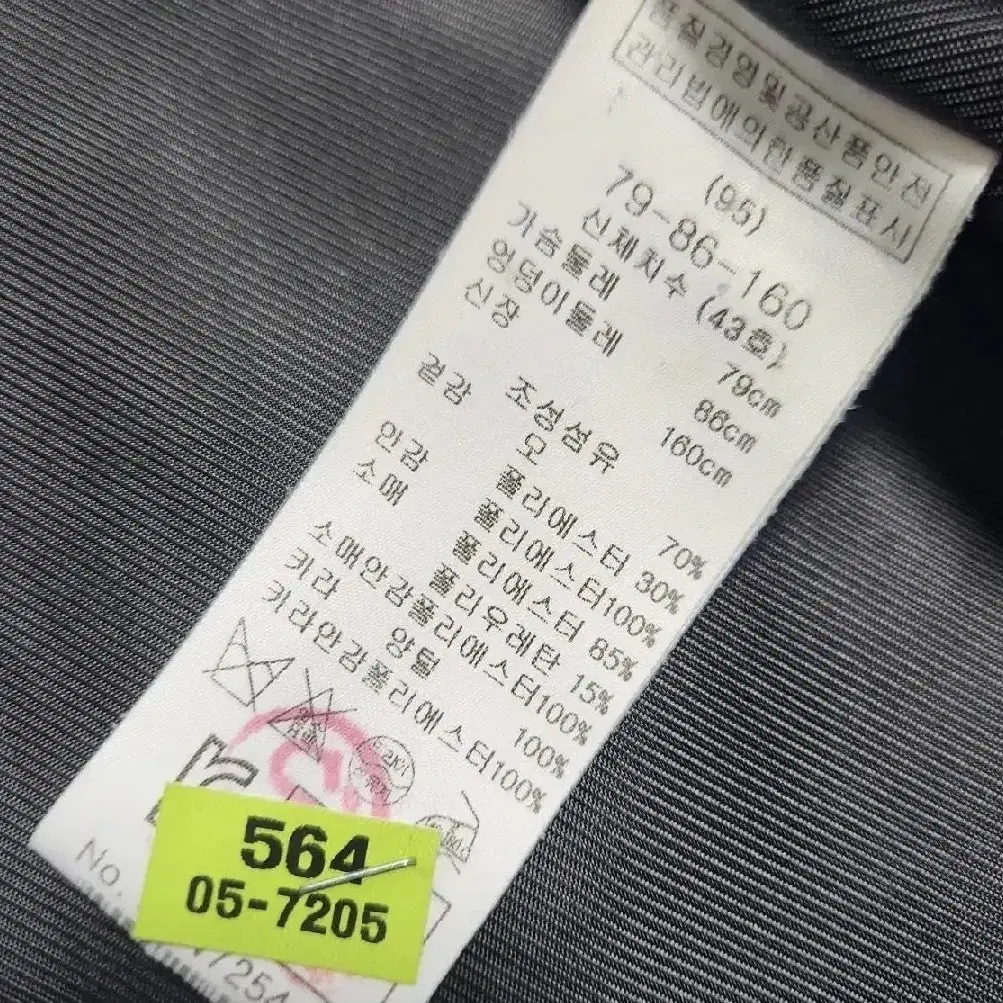 품질경영및공산품안전
관리법에의한품질표시
(95)
79-86-160
신체치수 (43호)
가슴둘레 79cm
엉덩이둘레 86cm
신장 160cm
조성섬유
겉감 모 70%
폴리에스터 30%
안감 폴리에스터100%
소매 폴리에스터 85%
폴리우레탄 15%
소매안감폴리에스터100%
카라 양털 100%
카라안감폴리에스터100%
드라이
No.
564
05-7205
7254